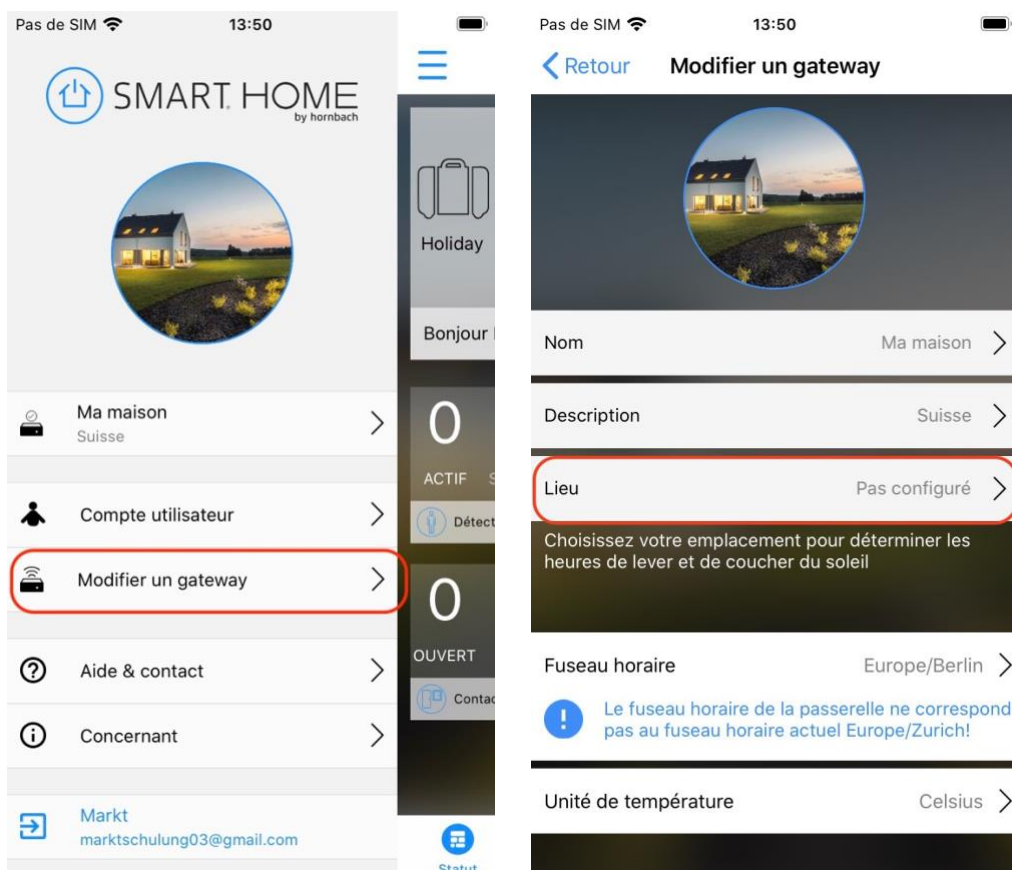 Pas de SIM 13:50
SMART HOME
by hornbach
Holiday
Bonjour
Ma maison
Suisse
0
ACTIF
Compte utilisateur
Détect
Modifier un gateway
0
OUVERT
Aide & contact
Contac
Concernant
Markt
marktschulung03@gmail.com
Statut
Pas de SIM 13:50
Retour Modifier un gateway
Nom Ma maison
Description Suisse
Lieu Pas configuré
Choisissez votre emplacement pour déterminer les
heures de lever et de coucher du soleil
Fuseau horaire Europe/Berlin
Le fuseau horaire de la passerelle ne correspond
pas au fuseau horaire actuel Europe/Zurich!
Unité de température Celsius